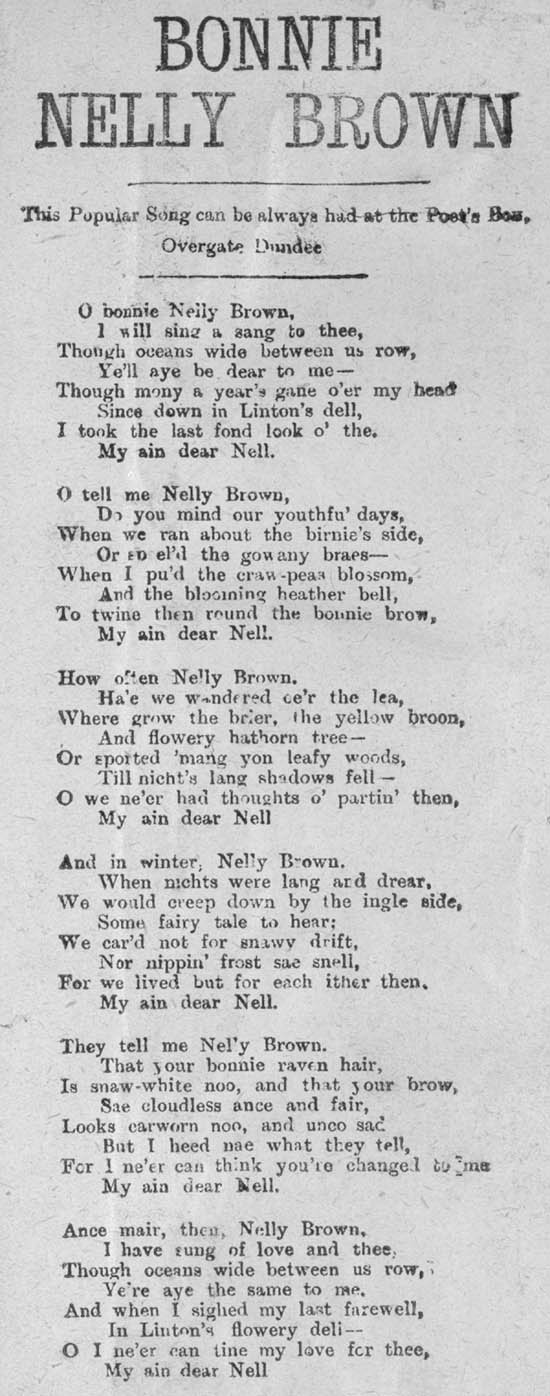 BONNIE
NELLY BROWN
This Popular Song can be always had at the Poet's Box,
Overgate Dundee
O bonnie Nelly Brown,
I will sing a sang to thee,
Though oceans wide between us row,
Ye'll aye be dear to me—
Though mony a year's gane o'er my head
Since down in Linton's dell,
I took the last fond look o' the.
My ain dear Nell.
O tell me Nelly Brown,
Do you mind our youthfu' days,
When we ran about the birnie's side,
Or el'd the gowany braes—
When I pu'd the craw-peas blossom,
And the blooming heather bell,
To twine then round the bonnie brow,
My ain dear Nell.
How often Nelly Brown.
Ha'e we wandered oe'r the lea,
Where grow the brier, the yellow broon,
And flowery hathorn tree—
Or sported 'mang yon leafy woods,
Till nicht's lang shadows fell—
O we ne'er had thoughts o' partin' then,
My ain dear Nell
And in winter, Nelly Brown.
When nichts were lang and drear,
We would creep down by the ingle side,
Some fairy tale to hear;
We car'd not for snawy drift,
Nor nippin' frost sae snell,
For we lived but for each ither then.
My ain dear Nell.
They tell me Nel'y Brown.
That your bonnie raven hair,
Is snaw-white noo, and that your brow,
Sae cloudless ance and fair,
Looks carworn noo, and unco sad
But I heed nae what they tell,
For I ne'er can think you're changed to me
My ain dear Nell.
Ance mair, then, Nelly Brown,
I have sung of love and thee,
Though oceans wide between us row,
Ye're aye the same to me.
And when I sighed my last farewell,
In Linton's flowery dell—
O I ne'er can tine my love for thee,
My ain dear Nell